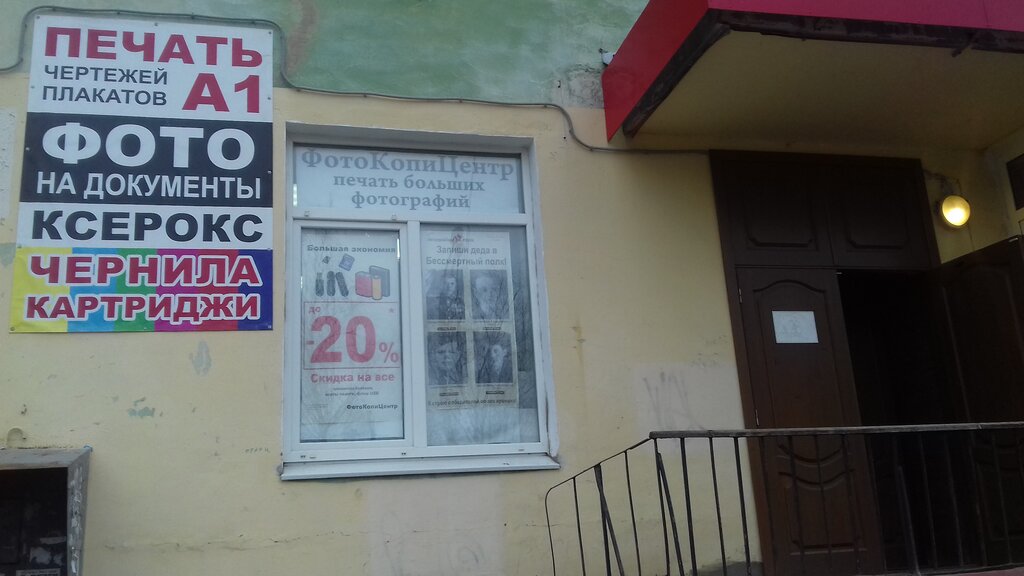 ПЕЧАТЬ
ЧЕРТЕЖЕЙ
ПЛАКАТОВ
А1
ФОТО
НА ДОКУМЕНТЫ
КСЕРОКС
ЧЕРНИЛА
КАРТРИДЖИ
ФотоКопиЦентр
печать больших
фотографий
Большая экономия
до
-20%
*
Скидка на все
ФотоКопиЦентр
Запиши деда в
Бессмертный полк!